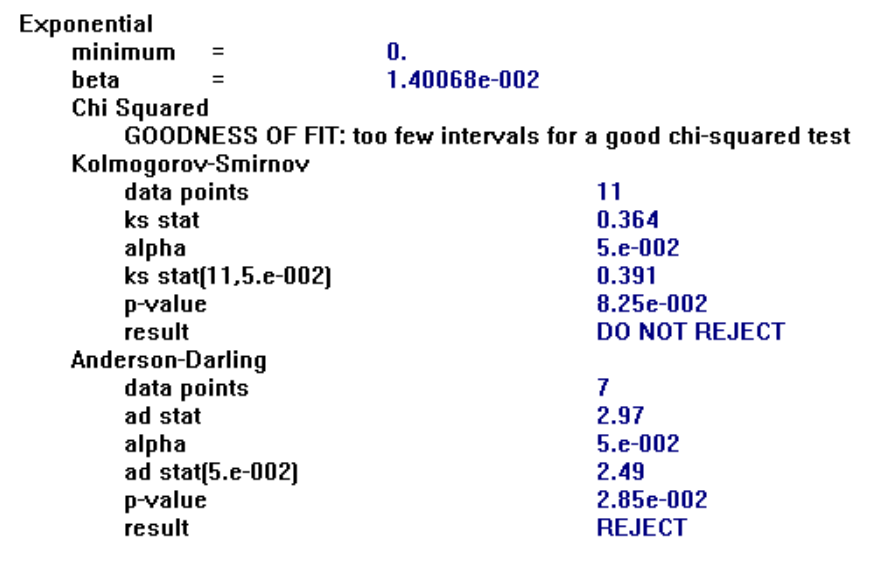 Exponential
minimum = 0.
beta = 1.40068e-002
Chi Squared
GOODNESS OF FIT: too few intervals for a good chi-squared test
Kolmogorov-Smirnov
data points 11
ks stat 0.364
alpha 5.e-002
ks stat(11,5.e-002) 0.391
p-value 8.25e-002
result DO NOT REJECT
Anderson-Darling
data points 7
ad stat 2.97
alpha 5.e-002
ad stat(5.e-002) 2.49
p-value 2.85e-002
result REJECT